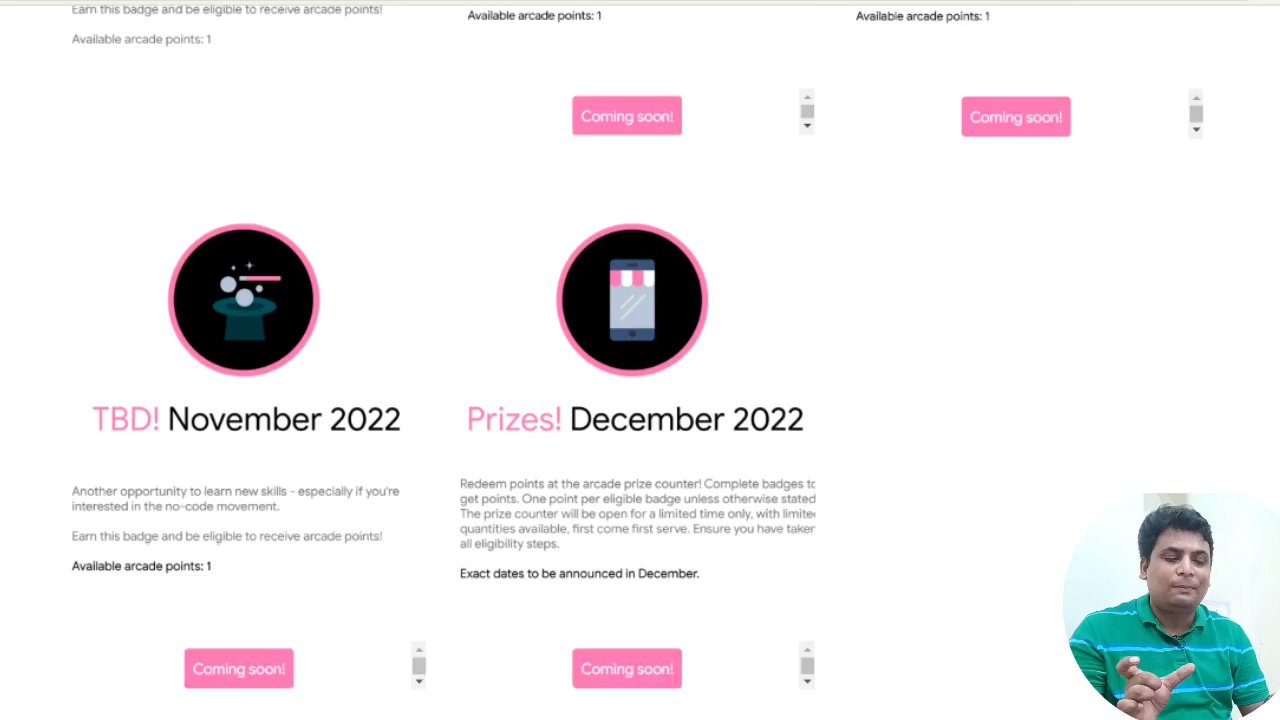 Earn this badge and be eligible to receive arcade points!
Available arcade points: 1
Available arcade points: 1
Available arcade points: 1
Coming soon!
Coming soon!
TBD! November 2022
Another opportunity to learn new skills - especially if you're
interested in the no-code movement.
Earn this badge and be eligible to receive arcade points!
Available arcade points: 1
Coming soon!
Prizes! December 2022
Redeem points at the arcade prize counter! Complete badges to
get points. One point per eligible badge unless otherwise stated
The prize counter will be open for a limited time only, with limited
quantities available, first come first serve. Ensure you have taken
all eligibility steps.
Exact dates to be announced in December.
Coming soon!